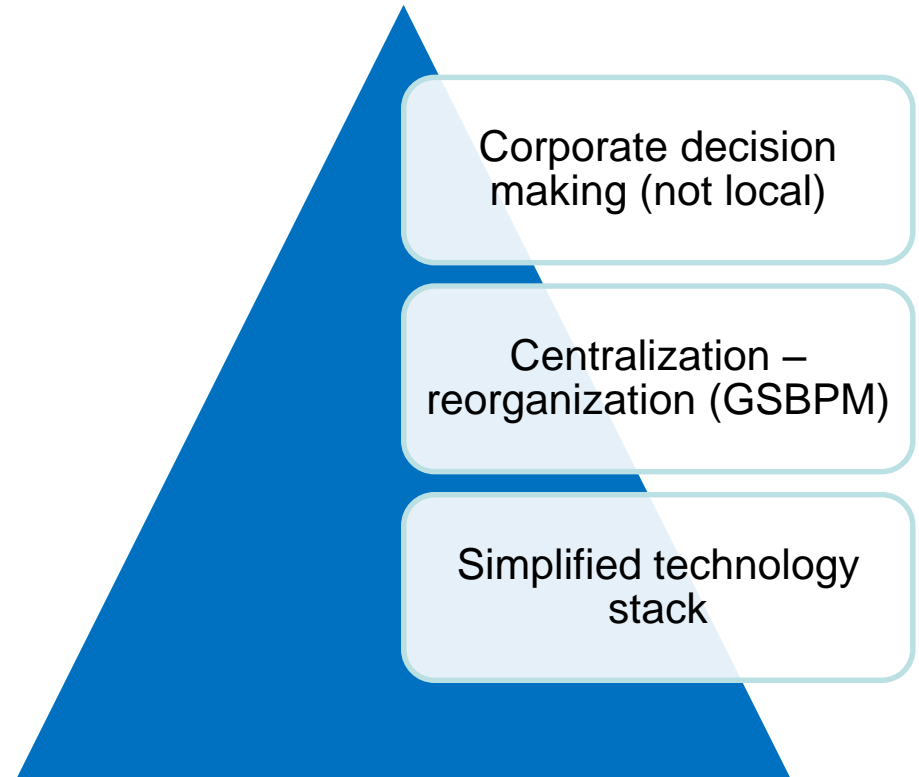 Corporate decision
making (not local)
Centralization –
reorganization (GSBPM)
Simplified technology
stack